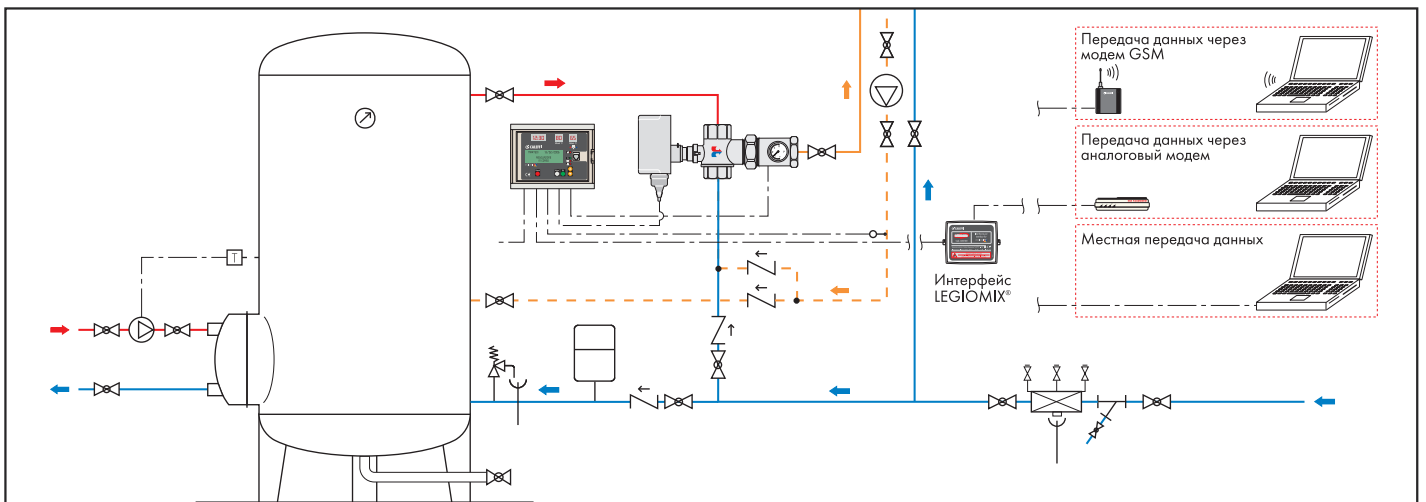 Передача данных через
модем GSM
Передача данных через
аналоговый модем
Местная передача данных
Интерфейс
LEGIOMIX®
T